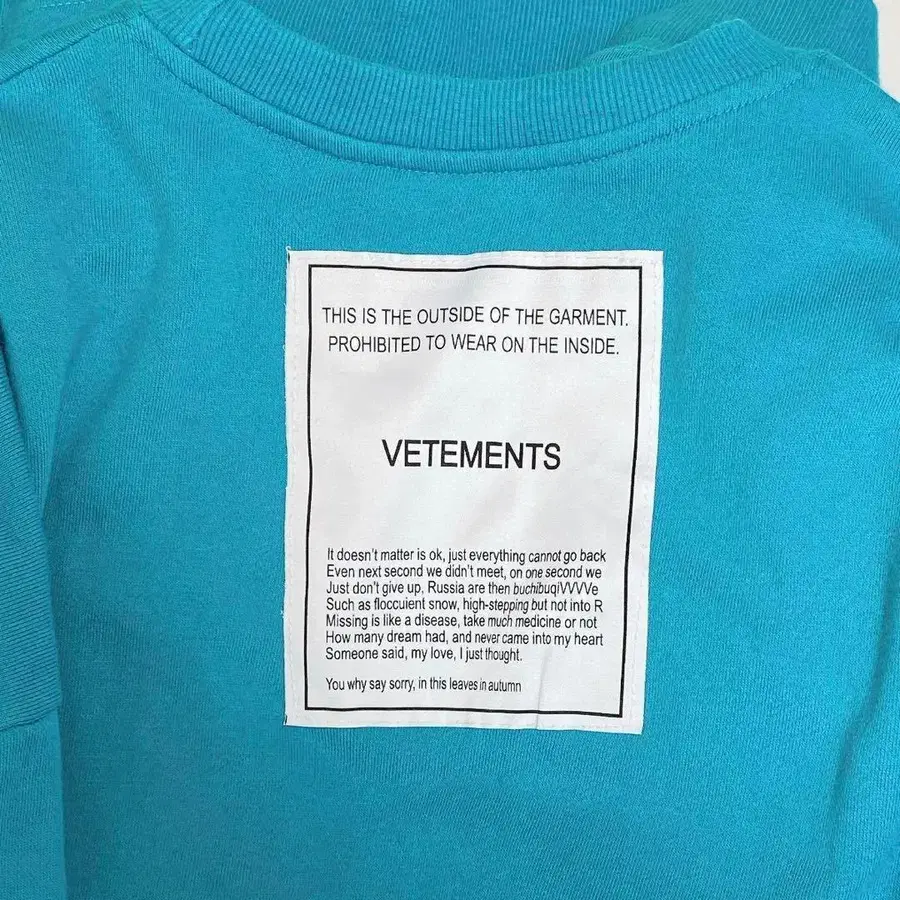 THIS IS THE OUTSIDE OF THE GARMENT.
PROHIBITED TO WEAR ON THE INSIDE.
VETEMENTS
It doesn't matter is ok, just everything cannot go back
Even next second we didn't meet, on one second we
Just don't give up, Russia are then buchibuqiVVVVe
Such as floccuient snow, high-stepping but not into R
Missing is like a disease, take much medicine or not
How many dream had, and never came into my heart
Someone said, my love, I just thought.
You why say sorry, in this leaves in autumn